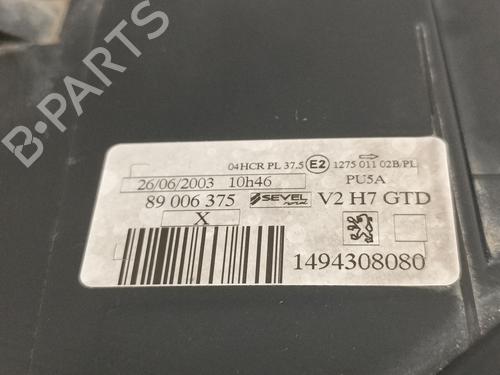 04HCR PL 37.5 E2 1275 011 02B/PL
26/06/2003 10h46 PU5A
89 006 375 SEVEL V2 H7 GTD
X
1494308080
B-PARTS